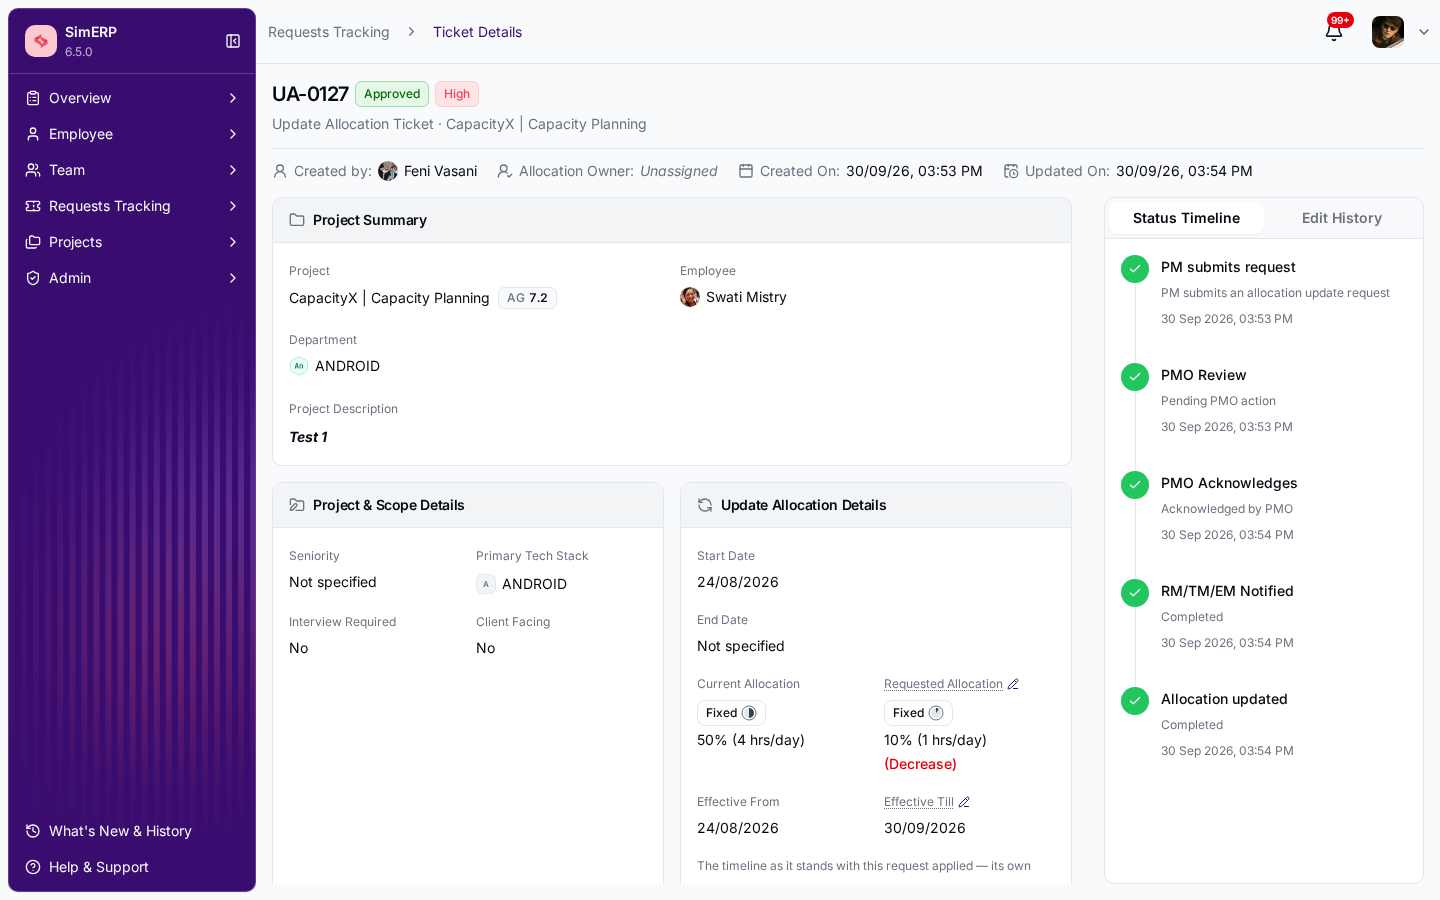 SimERP
6.5.0
Overview
Employee
Team
Requests Tracking
Projects
Admin
What's New & History
Help & Support
Requests Tracking
Ticket Details
99+
UA-0127 Approved High
Update Allocation Ticket · CapacityX | Capacity Planning
Created by: Feni Vasani
Allocation Owner: Unassigned
Created On: 30/09/26, 03:53 PM
Updated On: 30/09/26, 03:54 PM
Project Summary
Project
CapacityX | Capacity Planning AG 7.2
Employee
Swati Mistry
Department
An ANDROID
Project Description
Test 1
Project & Scope Details
Seniority
Not specified
Primary Tech Stack
A ANDROID
Interview Required
No
Client Facing
No
Update Allocation Details
Start Date
24/08/2026
End Date
Not specified
Current Allocation
Fixed
50% (4 hrs/day)
Requested Allocation
Fixed
10% (1 hrs/day)
(Decrease)
Effective From
24/08/2026
Effective Till
30/09/2026
The timeline as it stands with this request applied — its own
Status Timeline
Edit History
PM submits request
PM submits an allocation update request
30 Sep 2026, 03:53 PM
PMO Review
Pending PMO action
30 Sep 2026, 03:53 PM
PMO Acknowledges
Acknowledged by PMO
30 Sep 2026, 03:54 PM
RM/TM/EM Notified
Completed
30 Sep 2026, 03:54 PM
Allocation updated
Completed
30 Sep 2026, 03:54 PM